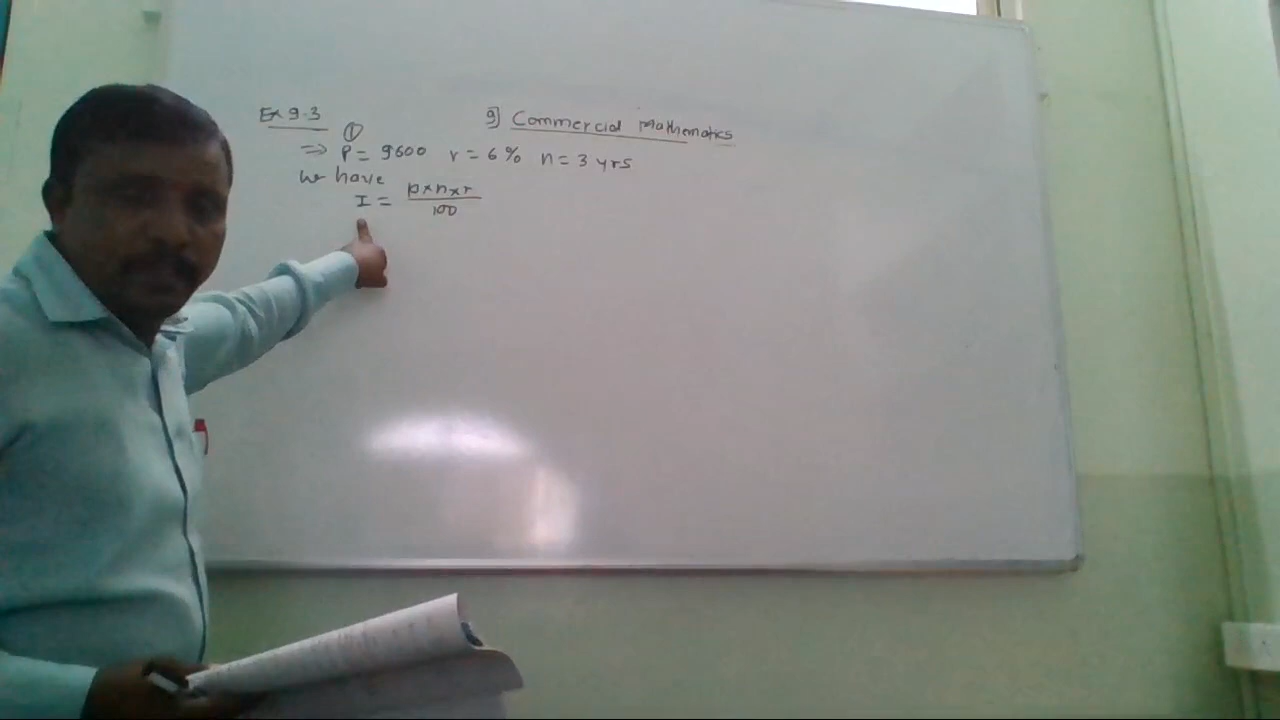 Ex 9.3
9] Commercial Mathematics
①
⇒ P = 9600 r = 6% n = 3 yrs
We have
I = p×n×r
100